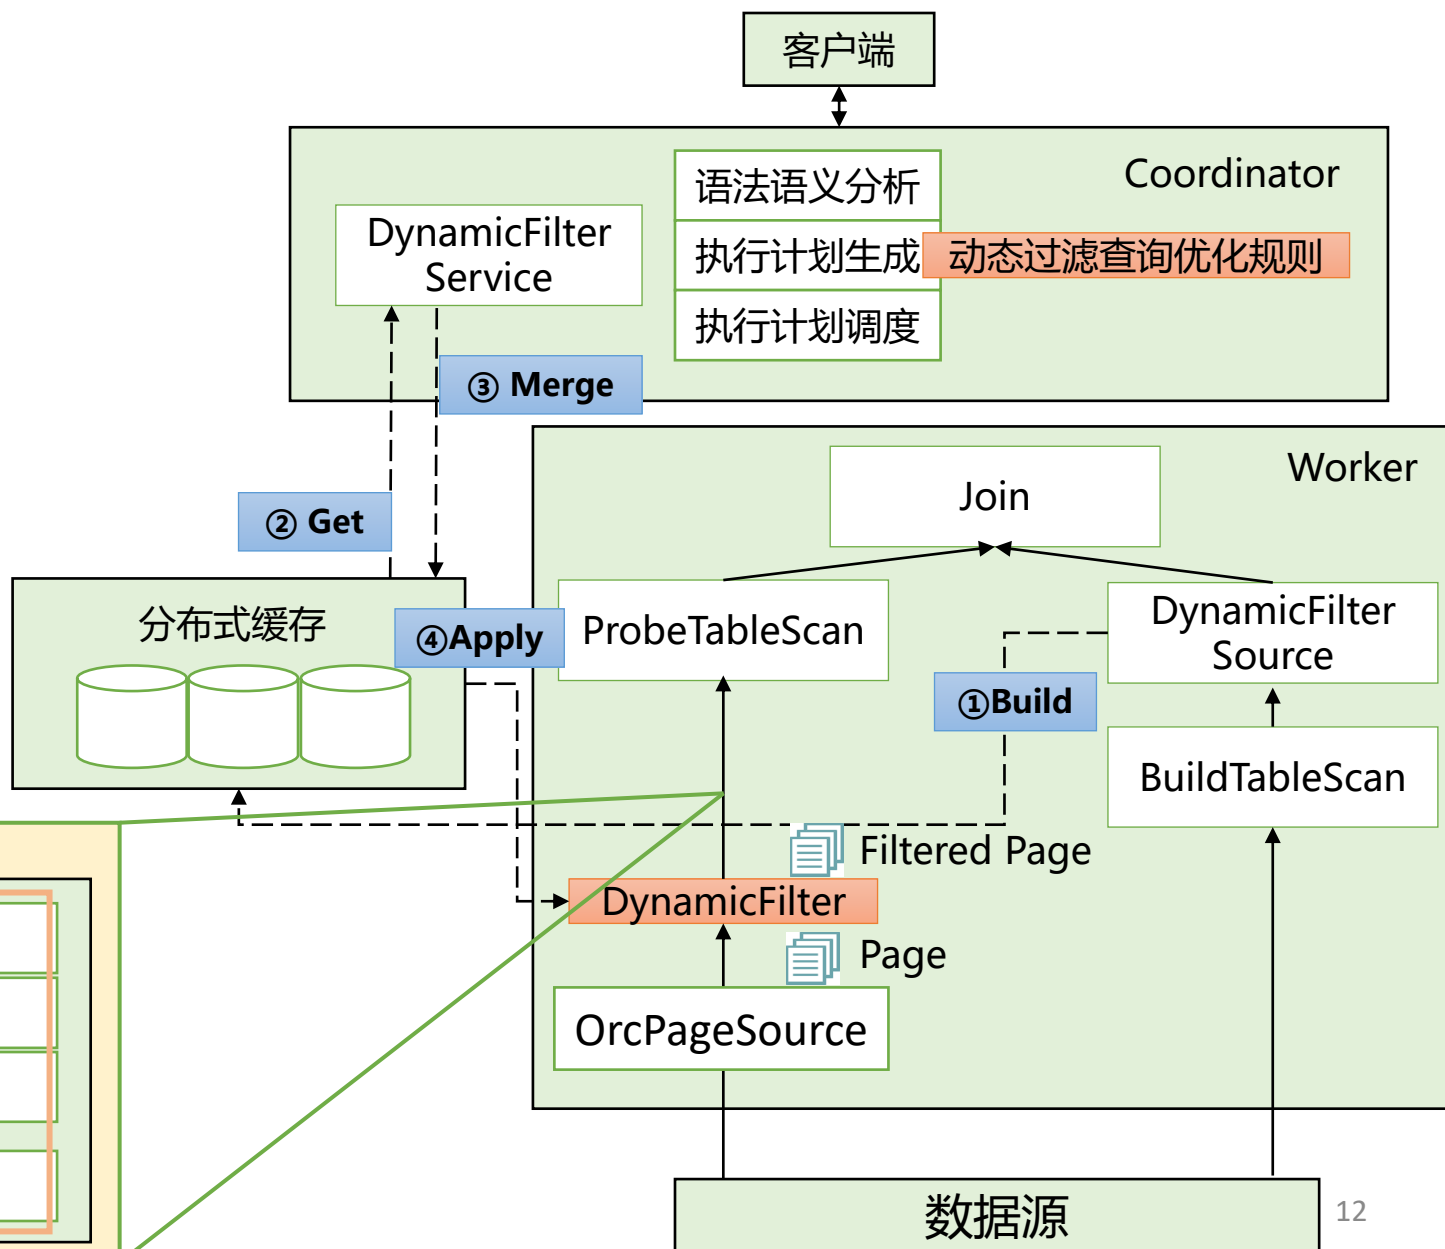 客户端
Coordinator
语法语义分析
DynamicFilter
Service
执行计划生成
动态过滤查询优化规则
执行计划调度
③ Merge
Worker
Join
② Get
分布式缓存
④Apply
ProbeTableScan
DynamicFilter
Source
①Build
BuildTableScan
Filtered Page
DynamicFilter
Page
OrcPageSource
数据源
12